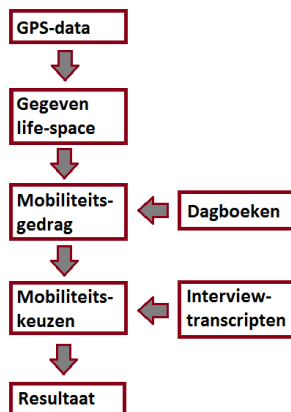 GPS-data
Gegeven
life-space
Mobiliteits-
gedrag
Dagboeken
Mobiliteits-
keuzen
Interview-
transcripten
Resultaat